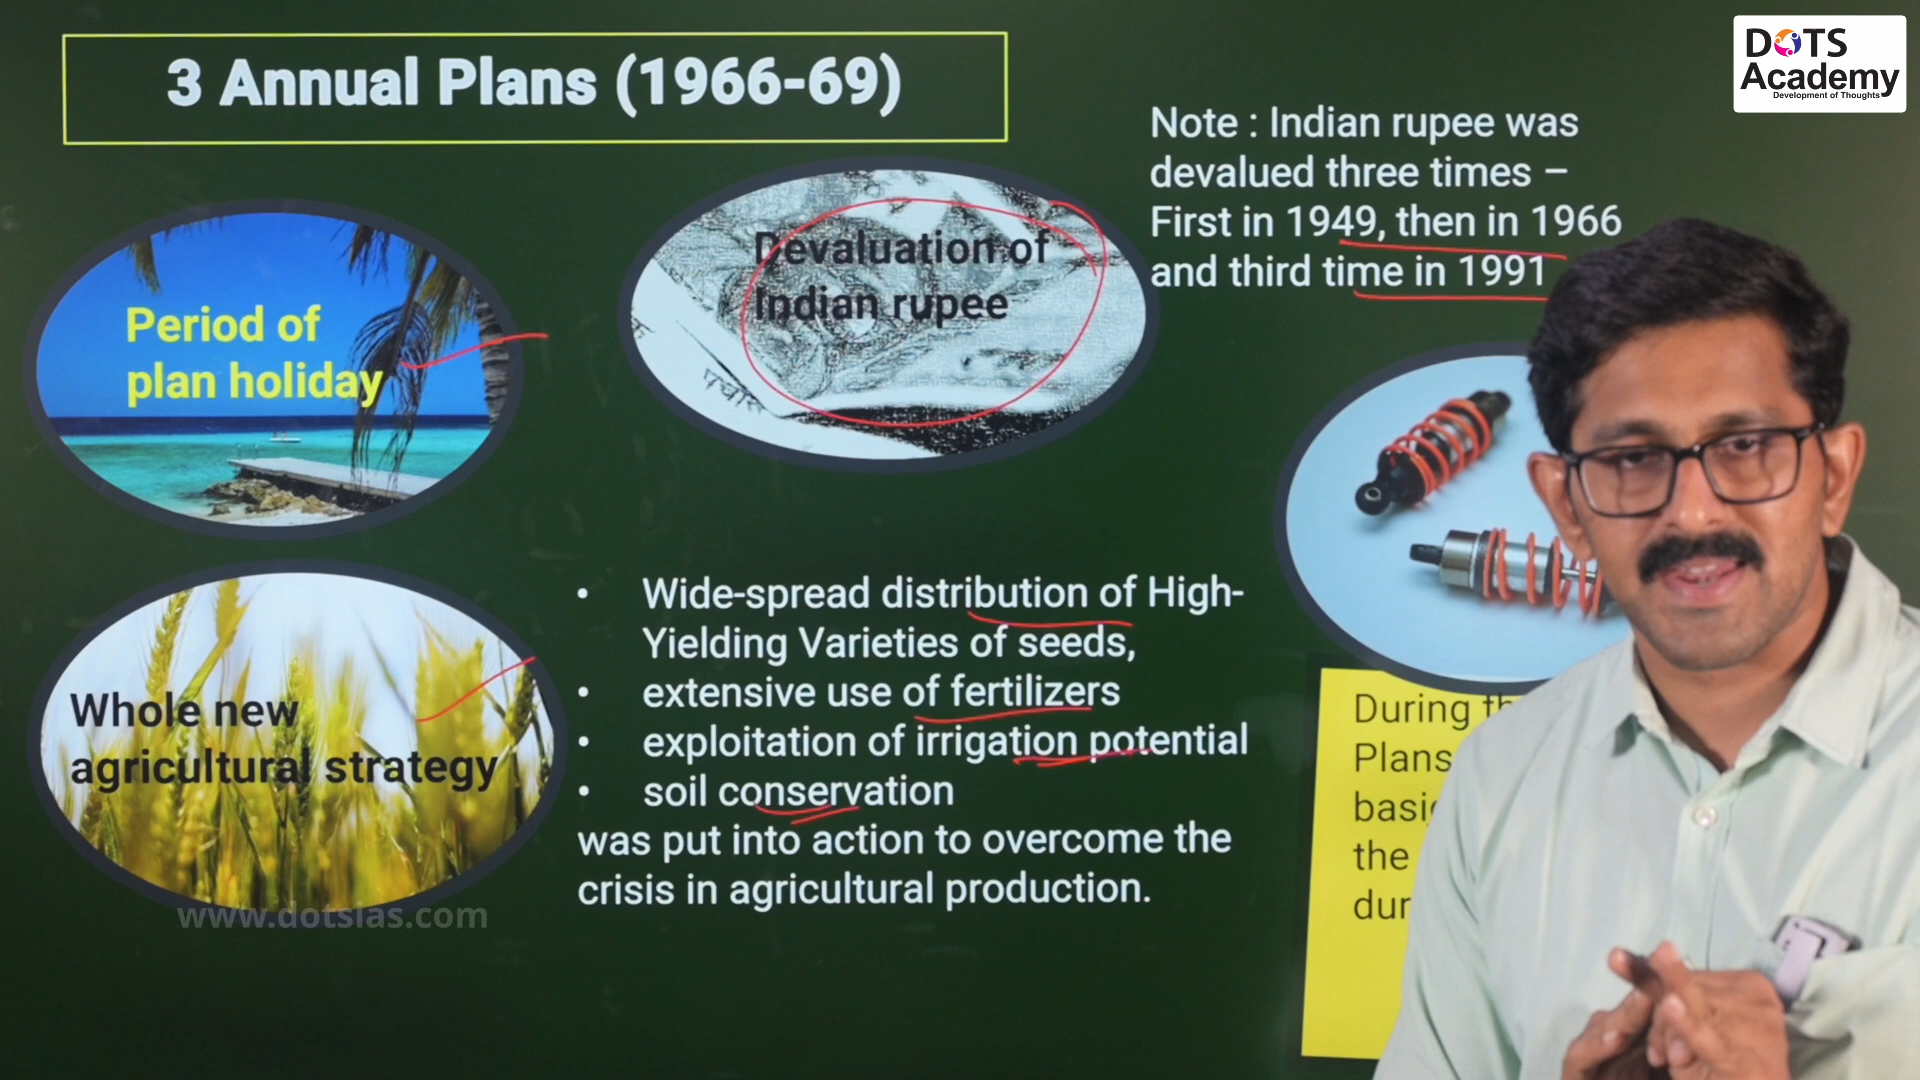 3 Annual Plans (1966-69)
DOTS
Academy
Development of Thoughts
Note : Indian rupee was
devalued three times –
First in 1949, then in 1966
and third time in 1991
Period of
plan holiday
Devaluation of
Indian rupee
Whole new
agricultural strategy
• Wide-spread distribution of High-
Yielding Varieties of seeds,
• extensive use of fertilizers
• exploitation of irrigation potential
• soil conservation
was put into action to overcome the
crisis in agricultural production.
During
Plans
the
www.dotsias.com